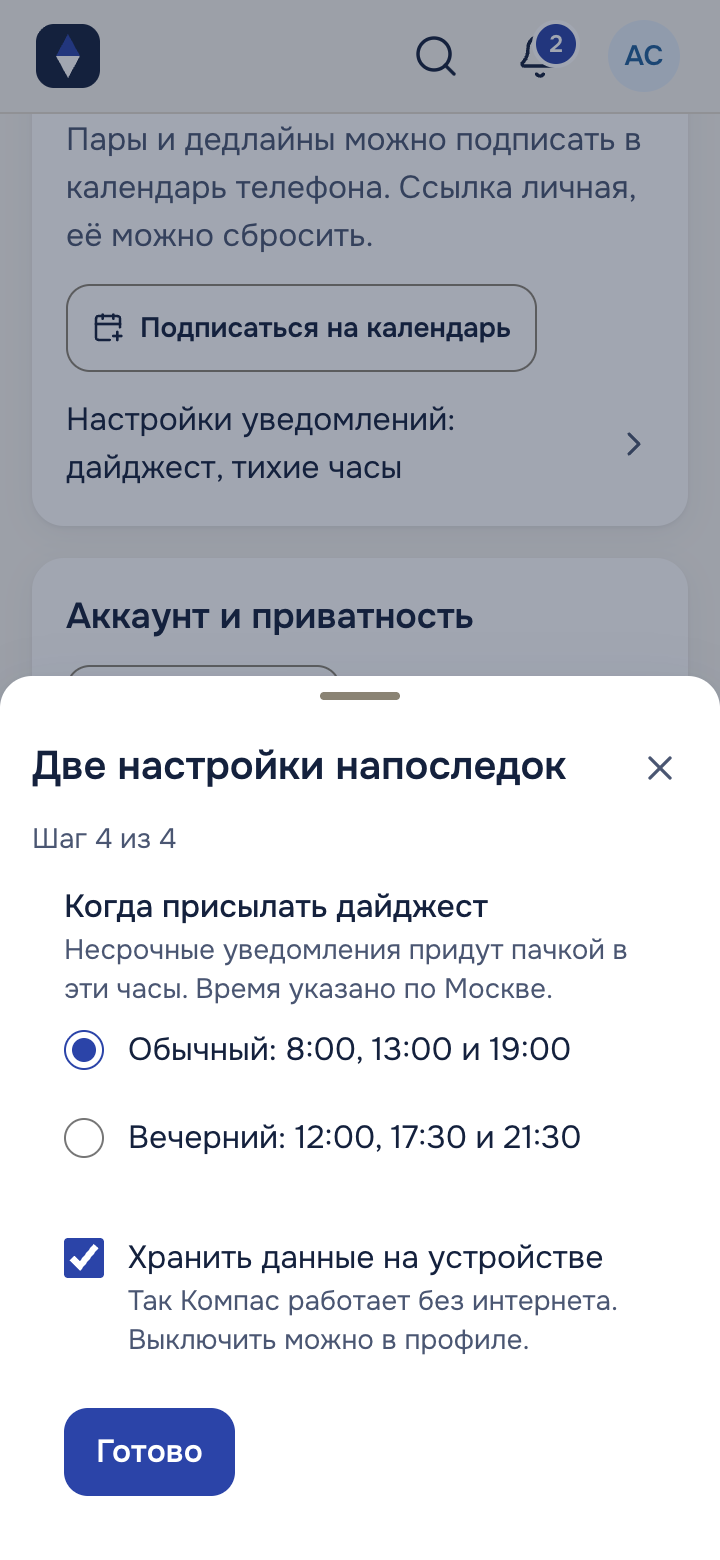 2
АС
Пары и дедлайны можно подписать в
календарь телефона. Ссылка личная,
её можно сбросить.
Подписаться на календарь
Настройки уведомлений:
дайджест, тихие часы
Аккаунт и приватность
Две настройки напоследок
Шаг 4 из 4
Когда присылать дайджест
Несрочные уведомления придут пачкой в
эти часы. Время указано по Москве.
Обычный: 8:00, 13:00 и 19:00
Вечерний: 12:00, 17:30 и 21:30
Хранить данные на устройстве
Так Компас работает без интернета.
Выключить можно в профиле.
Готово